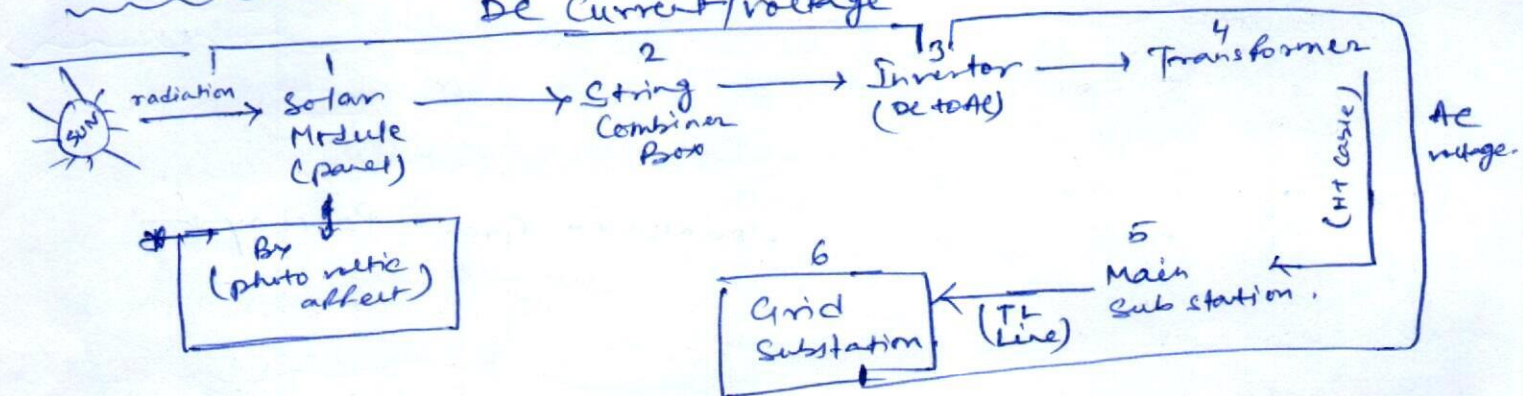 DC Current/voltage
SUN
radiation
1
Solar
Module
(panel)
By
(photo voltic
affect)
2
String
Combiner
Box
3
Invertor
(DC to AC)
4
Transformer
(HT Cable)
AC
voltage.
5
Main
Sub station.
(TL
Line)
6
Grid
Substation